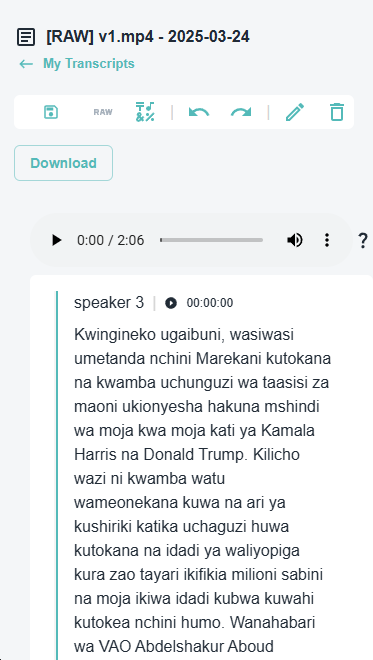 [RAW] v1.mp4 - 2025-03-24
My Transcripts
RAW
Download
0:00 / 2:06
?
speaker 3 | 00:00:00
Kwingineko ugaibuni, wasiwasi
umetanda nchini Marekani kutokana
na kwamba uchunguzi wa taasisi za
maoni ukionyesha hakuna mshindi
wa moja kwa moja kati ya Kamala
Harris na Donald Trump. Kilicho
wazi ni kwamba watu
wameonekana kuwa na ari ya
kushiriki katika uchaguzi huwa
kutokana na idadi ya waliyopiga
kura zao tayari ikifikia milioni sabini
na moja ikiwa idadi kubwa kuwahi
kutokea nchini humo. Wanahabari
wa VAO Abdelshakur Aboud